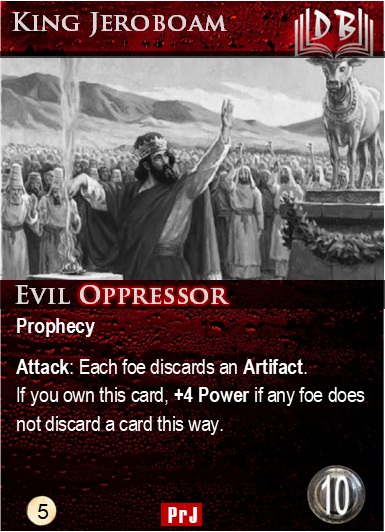 King Jeroboam
DB
Evil Oppressor
Prophecy
Attack: Each foe discards an Artifact.
If you own this card, +4 Power if any foe does
not discard a card this way.
5
PrJ
10